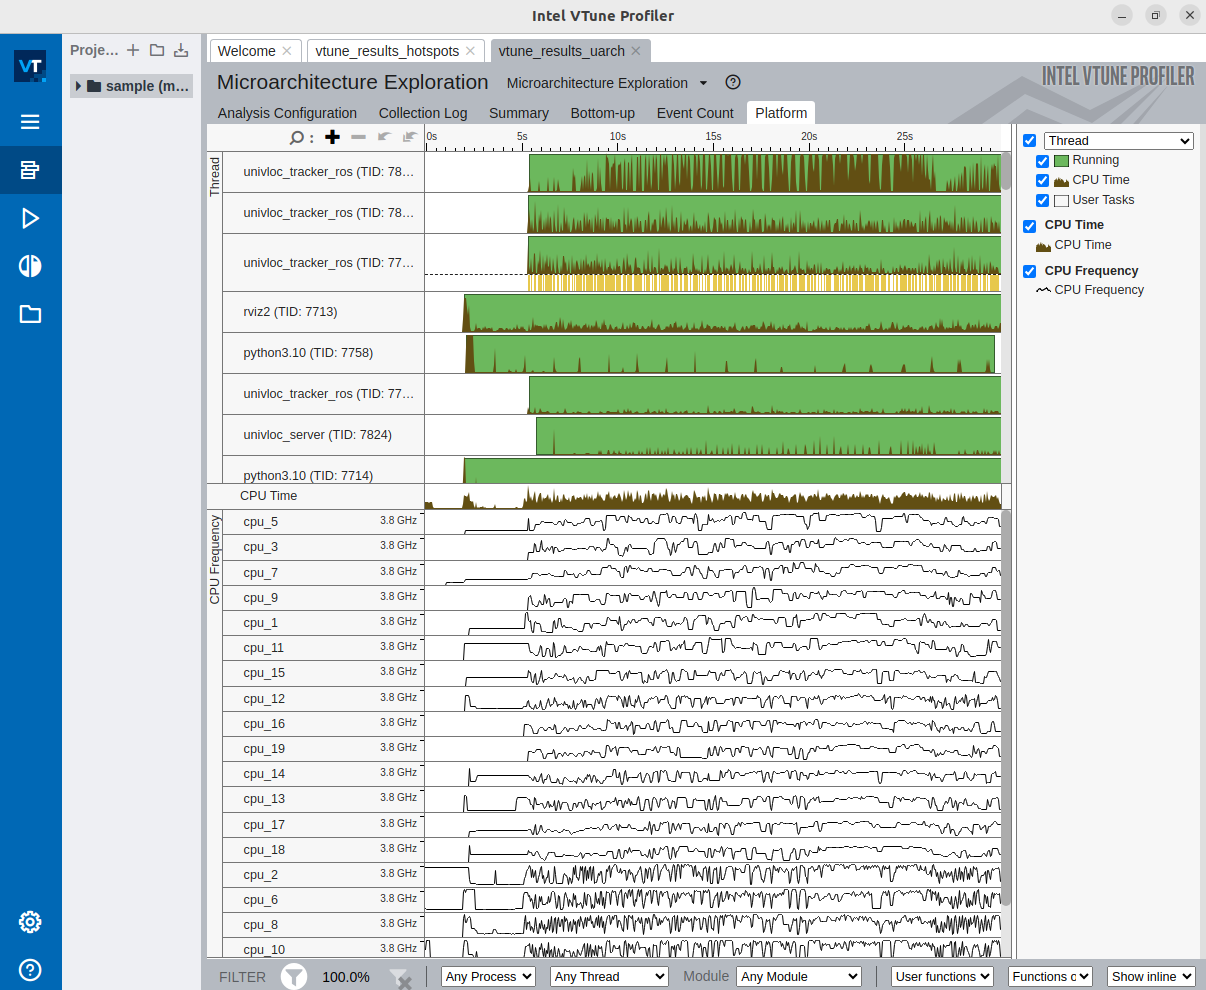 Intel VTune Profiler
VT
Proje...
sample (m...
Welcome
vtune_results_hotspots
vtune_results_uarch
Microarchitecture Exploration
Microarchitecture Exploration
INTEL VTUNE PROFILER
Analysis Configuration
Collection Log
Summary
Bottom-up
Event Count
Platform
0s
5s
10s
15s
20s
25s
Thread
univloc_tracker_ros (TID: 78...
univloc_tracker_ros (TID: 78...
univloc_tracker_ros (TID: 77...
rviz2 (TID: 7713)
python3.10 (TID: 7758)
univloc_tracker_ros (TID: 77...
univloc_server (TID: 7824)
python3.10 (TID: 7714)
CPU Time
CPU Frequency
cpu_5 3.8 GHz
cpu_3 3.8 GHz
cpu_7 3.8 GHz
cpu_9 3.8 GHz
cpu_1 3.8 GHz
cpu_11 3.8 GHz
cpu_15 3.8 GHz
cpu_12 3.8 GHz
cpu_16 3.8 GHz
cpu_19 3.8 GHz
cpu_14 3.8 GHz
cpu_13 3.8 GHz
cpu_17 3.8 GHz
cpu_18 3.8 GHz
cpu_2 3.8 GHz
cpu_6 3.8 GHz
cpu_8 3.8 GHz
cpu_10 3.8 GHz
Thread
Running
CPU Time
User Tasks
CPU Time
CPU Time
CPU Frequency
CPU Frequency
FILTER
100.0%
Any Process
Any Thread
Module
Any Module
User functions
Functions o
Show inline